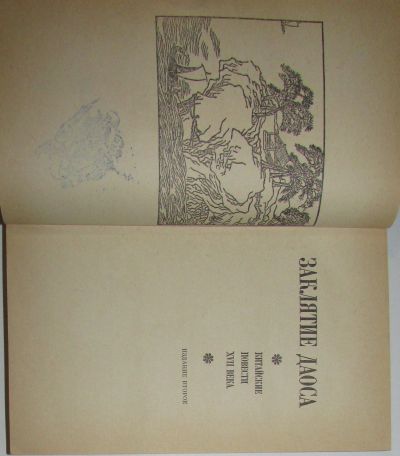 ЗАКЛЯТИЕ ДАОСА
КИТАЙСКИЕ
ПОВЕСТИ
XVII ВЕКА.
ИЗДАНИЕ ВТОРОЕ